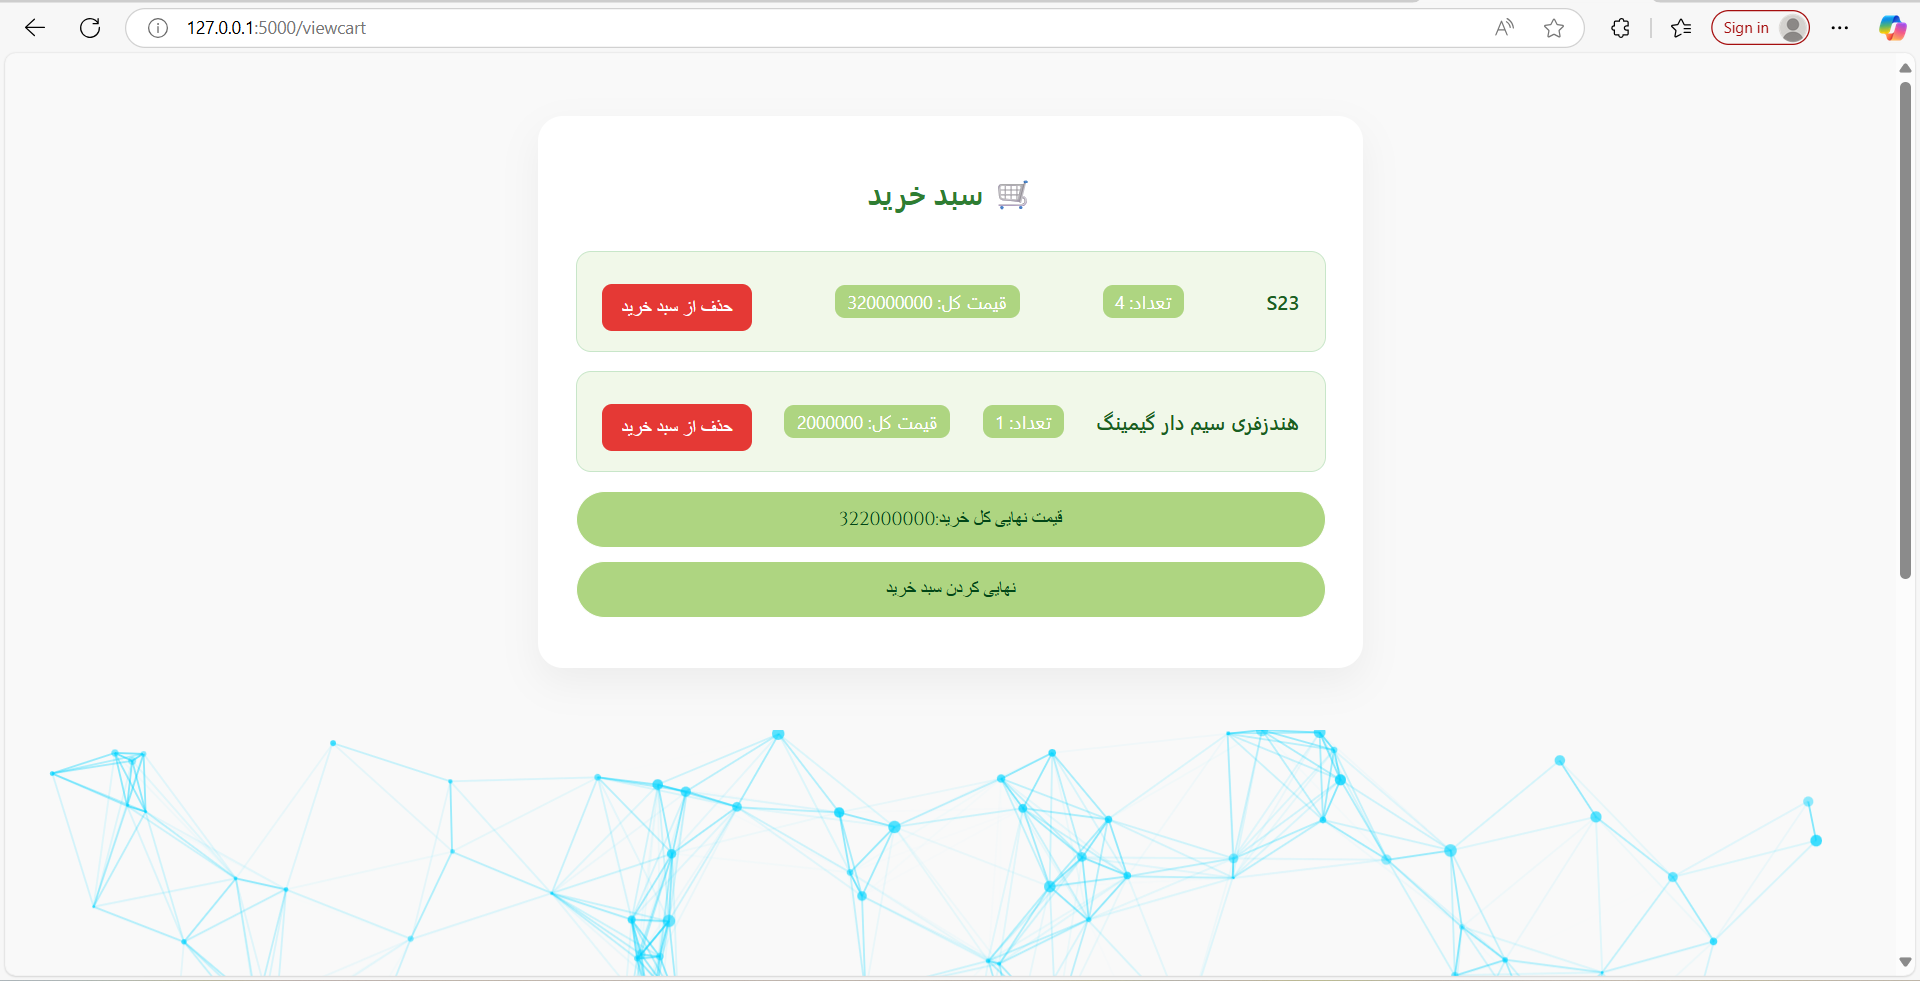 127.0.0.1:5000/viewcart
Sign in
🛒 سبد خرید
S23
تعداد: 4
قیمت کل: 320000000
حذف از سبد خرید
هندزفری سیم دار گیمینگ
تعداد: 1
قیمت کل: 2000000
حذف از سبد خرید
قیمت نهایی کل خرید:322000000
نهایی کردن سبد خرید